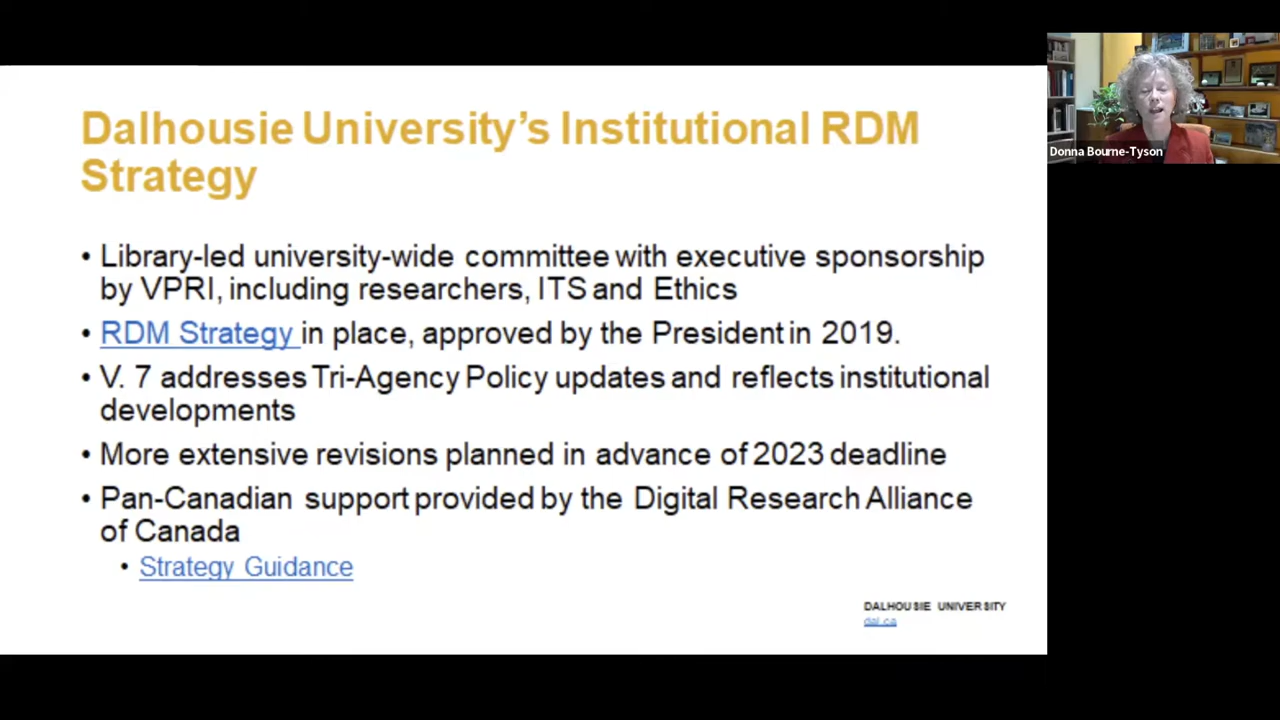 Dalhousie University’s Institutional RDM
Strategy
• Library-led university-wide committee with executive sponsorship
by VPRI, including researchers, ITS and Ethics
• RDM Strategy in place, approved by the President in 2019.
• V. 7 addresses Tri-Agency Policy updates and reflects institutional
developments
• More extensive revisions planned in advance of 2023 deadline
• Pan-Canadian support provided by the Digital Research Alliance
of Canada
• Strategy Guidance
DALHOUSIE UNIVERSITY
dal.ca
Donna Bourne-Tyson